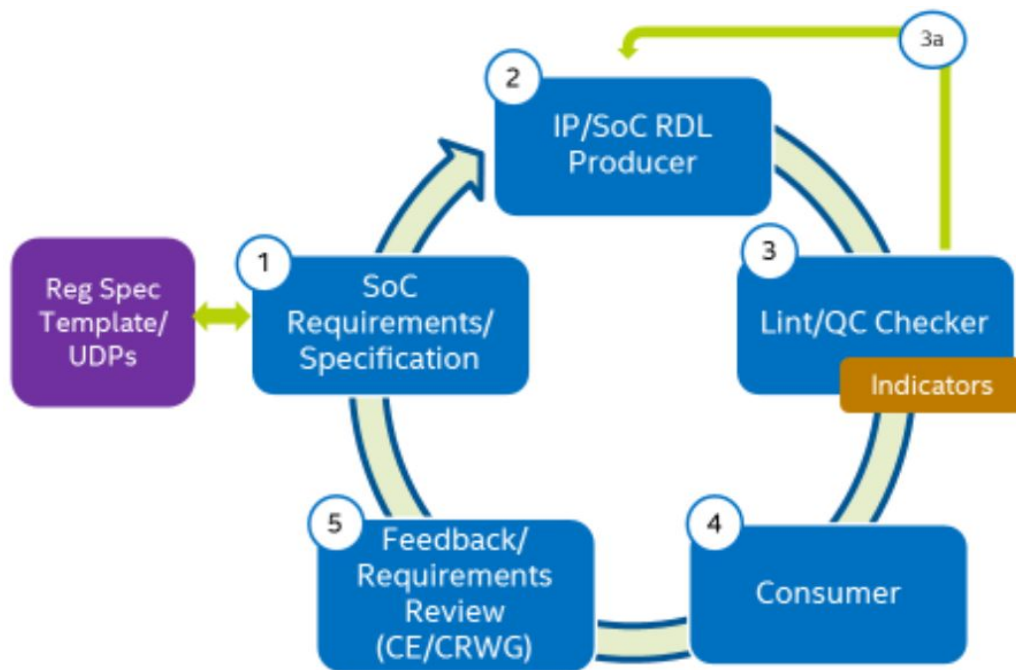 3a
2
IP/SoC RDL
Producer
1
SoC
Requirements/
Specification
Reg Spec
Template/
UDPs
3
Lint/QC Checker
Indicators
4
Consumer
5
Feedback/
Requirements
Review
(CE/CRWG)